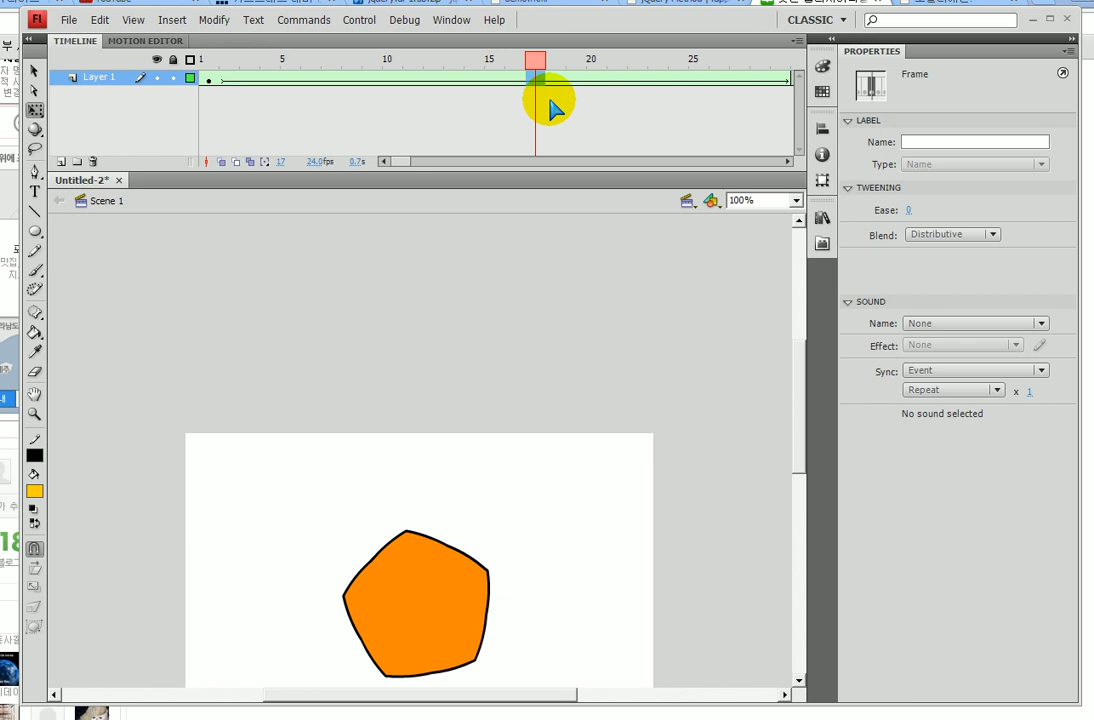 YouTube
File Edit View Insert Modify Text Commands Control Debug Window Help
CLASSIC
TIMELINE MOTION EDITOR
1 5 10 15 20 25
Layer 1
17 24.0fps 0.7s
Untitled-2*
Scene 1
100%
PROPERTIES
Frame
LABEL
Name:
Type: Name
TWEENING
Ease: 0
Blend: Distributive
SOUND
Name: None
Effect: None
Sync: Event
Repeat x 1
No sound selected